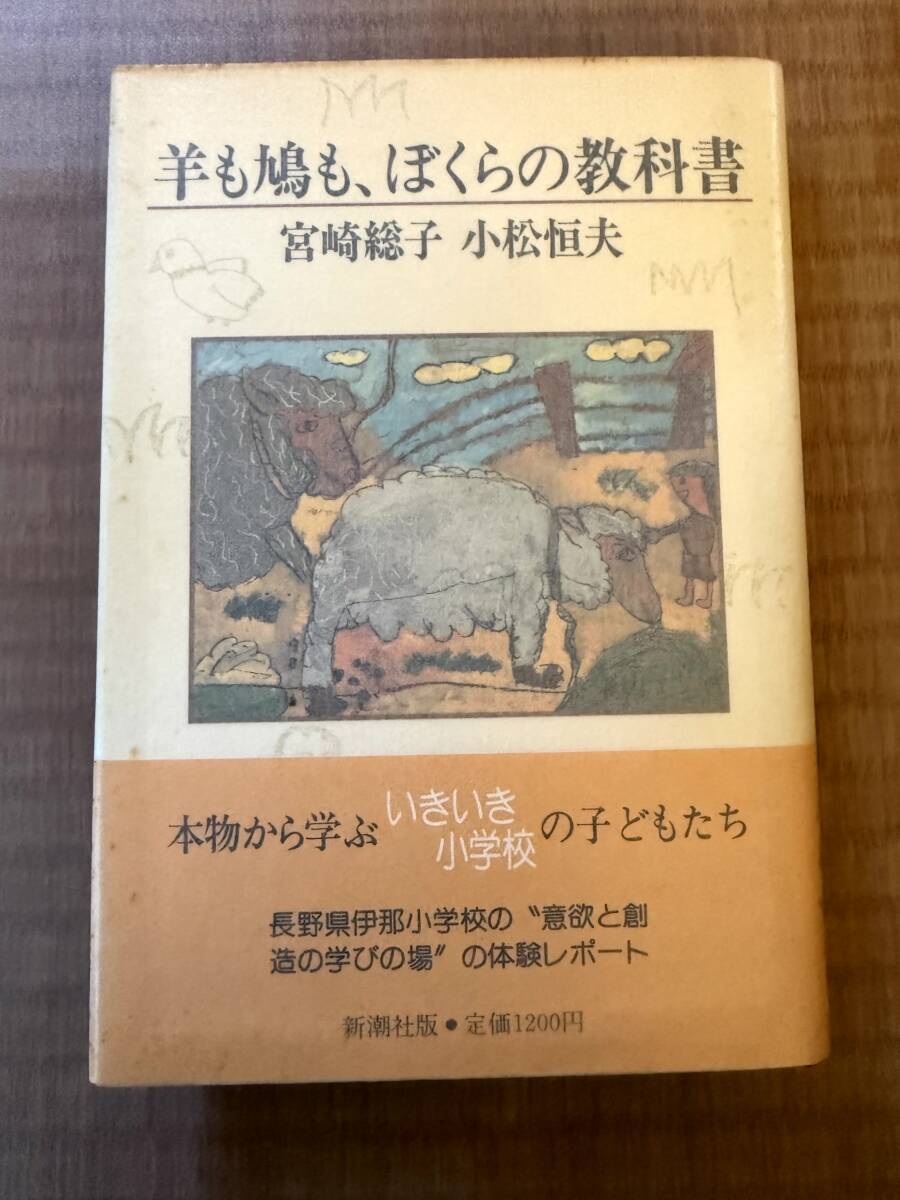 羊も鳩も、ぼくらの教科書
宮崎総子 小松恒夫
本物から学ぶいきいき小学校の子どもたち
長野県伊那小学校の〝意欲と創
造の学びの場〟の体験レポート
新潮社版・定価1200円